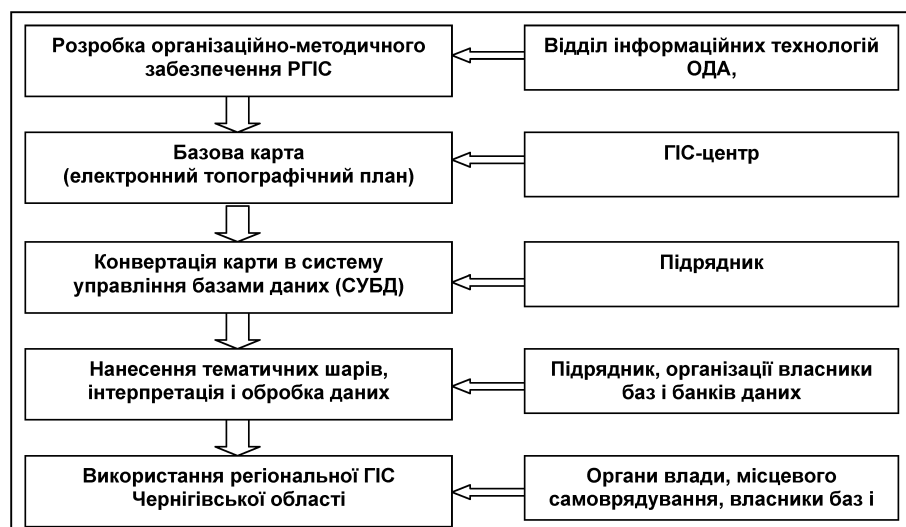 Розробка організаційно-методичного
забезпечення РГІС
Відділ інформаційних технологій
ОДА,
Базова карта
(електронний топографічний план)
ГІС-центр
Конвертація карти в систему
управління базами даних (СУБД)
Підрядник
Нанесення тематичних шарів,
інтерпретація і обробка даних
Підрядник, організації власники
баз і банків даних
Використання регіональної ГІС
Чернігівської області
Органи влади, місцевого
самоврядування, власники баз і